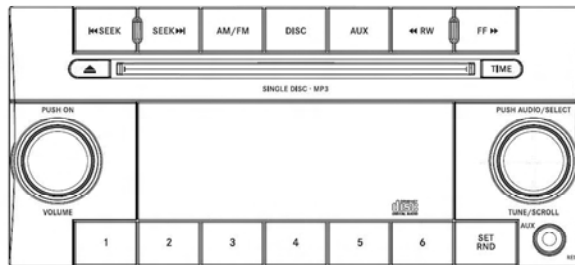 ⏮SEEK SEEK⏭ AM/FM DISC AUX ◀◀ RW FF ▶▶
TIME
SINGLE DISC · MP3
PUSH ON PUSH AUDIO/SELECT
disc
VOLUME TUNE/SCROLL
1 2 3 4 5 6 SET
RND
AUX